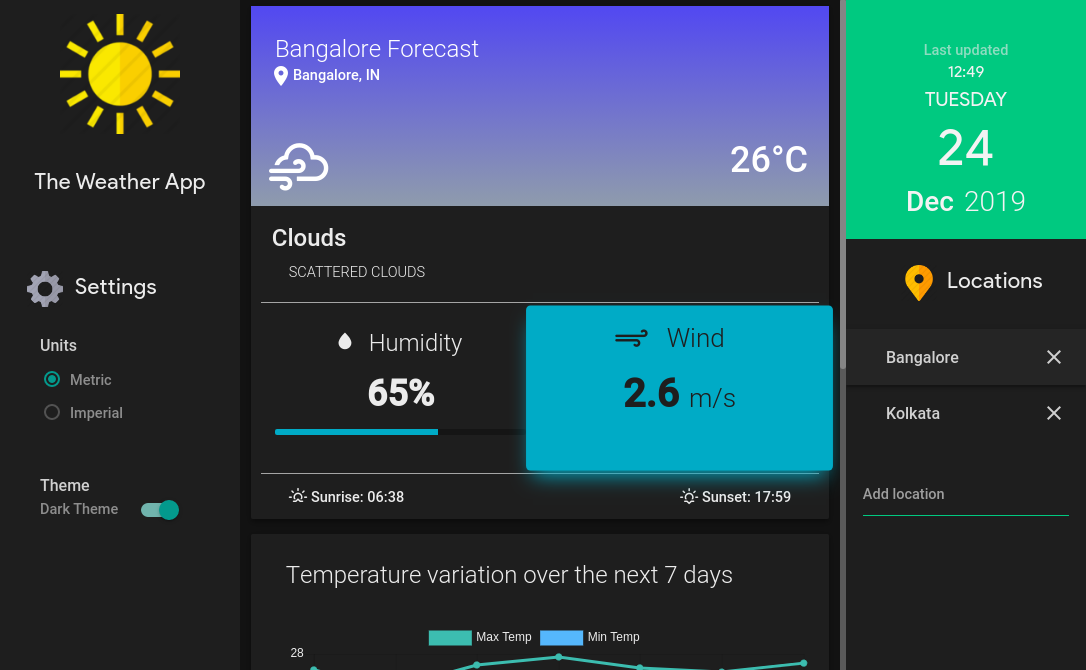 The Weather App
Settings
Units
Metric
Imperial
Theme
Dark Theme
Bangalore Forecast
Bangalore, IN
26°C
Clouds
SCATTERED CLOUDS
Humidity
65%
Wind
2.6 m/s
Sunrise: 06:38
Sunset: 17:59
Temperature variation over the next 7 days
Max Temp
Min Temp
28
Last updated
12:49
TUESDAY
24
Dec 2019
Locations
Bangalore
Kolkata
Add location